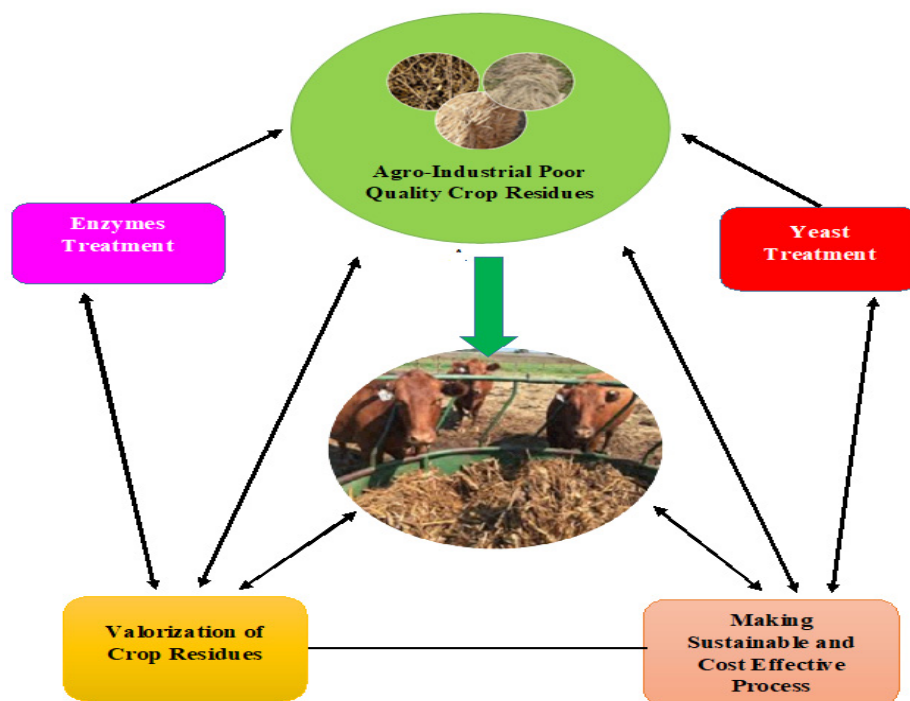 Agro-Industrial Poor
Quality Crop Residues
Enzymes
Treatment
Yeast
Treatment
Valorization of
Crop Residues
Making
Sustainable and
Cost Effective
Process